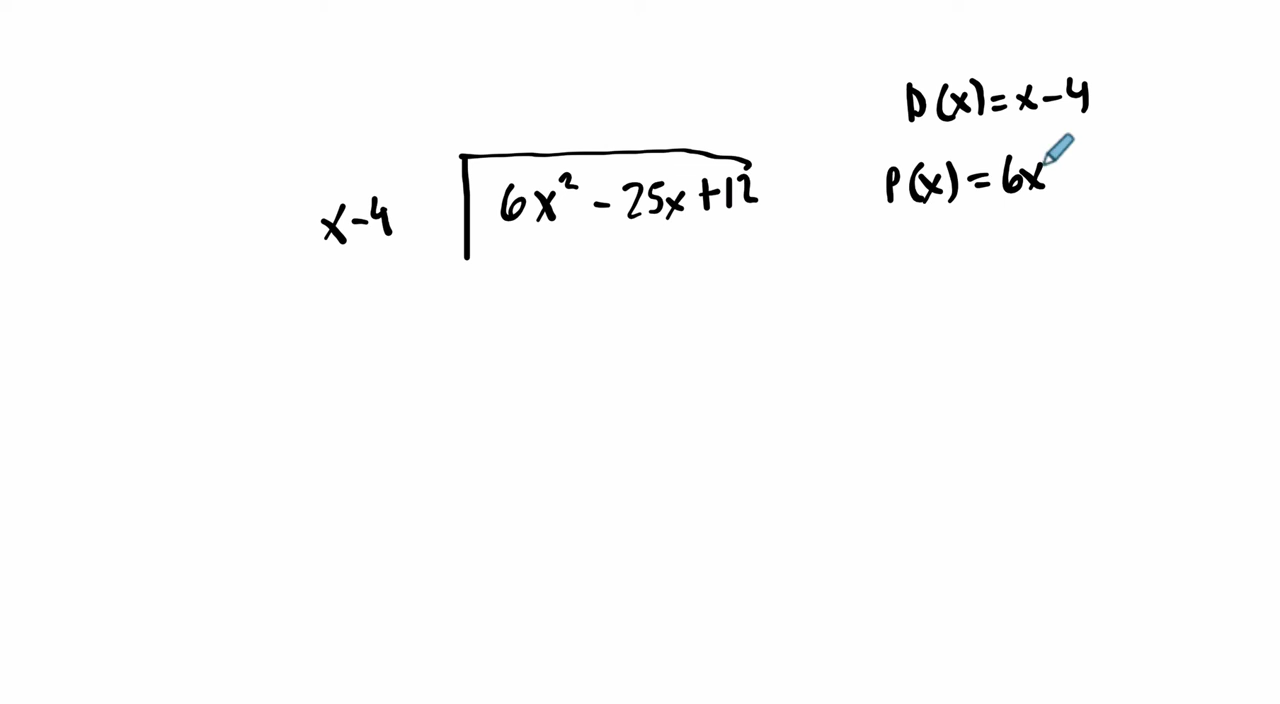 D(x)=x-4
P(x)=6x
x-4 6x² - 25x +12